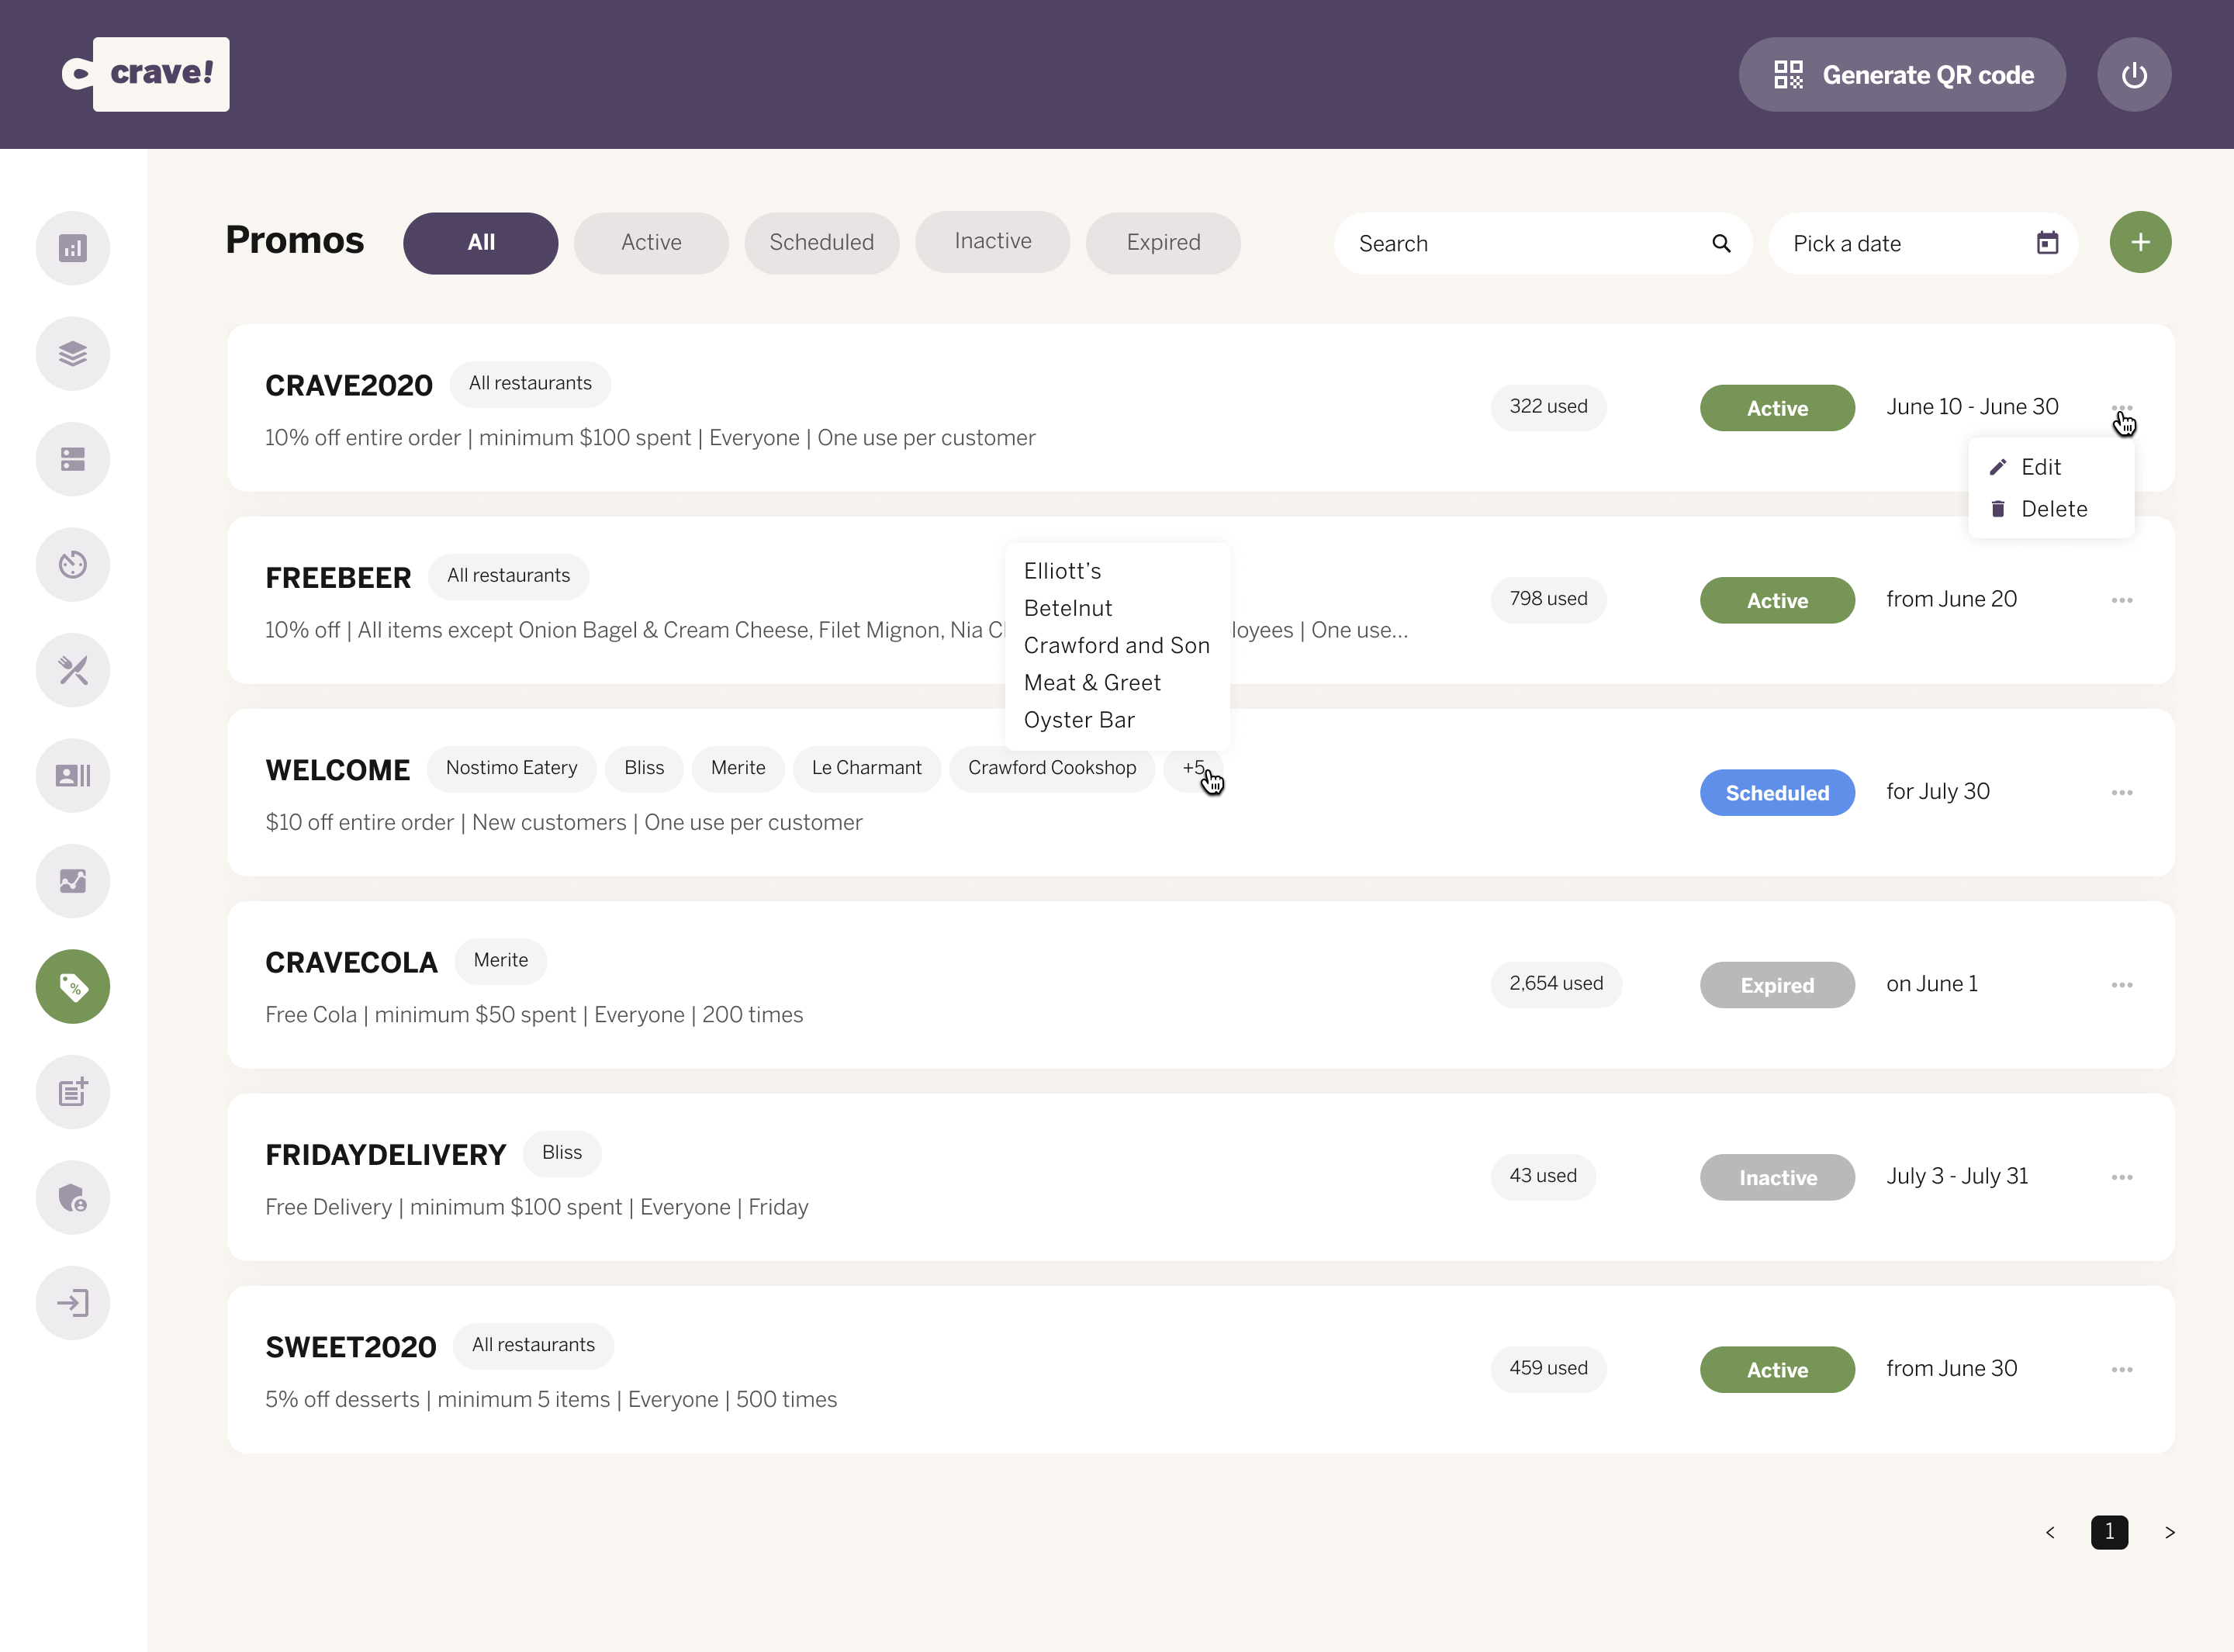 crave!
Generate QR code
Promos
All
Active
Scheduled
Inactive
Expired
Search
Pick a date
CRAVE2020
All restaurants
10% off entire order | minimum $100 spent | Everyone | One use per customer
322 used
Active
June 10 - June 30
Edit
Delete
FREEBEER
All restaurants
10% off | All items except Onion Bagel & Cream Cheese, Filet Mignon, Nia
| One use...
798 used
Active
from June 20
Elliott's
Betelnut
Crawford and Son
Meat & Greet
Oyster Bar
WELCOME
Nostimo Eatery
Bliss
Merite
Le Charmant
Crawford Cookshop
+5
$10 off entire order | New customers | One use per customer
Scheduled
for July 30
CRAVECOLA
Merite
Free Cola | minimum $50 spent | Everyone | 200 times
2,654 used
Expired
on June 1
FRIDAYDELIVERY
Bliss
Free Delivery | minimum $100 spent | Everyone | Friday
43 used
Inactive
July 3 - July 31
SWEET2020
All restaurants
5% off desserts | minimum 5 items | Everyone | 500 times
459 used
Active
from June 30
< 1 >